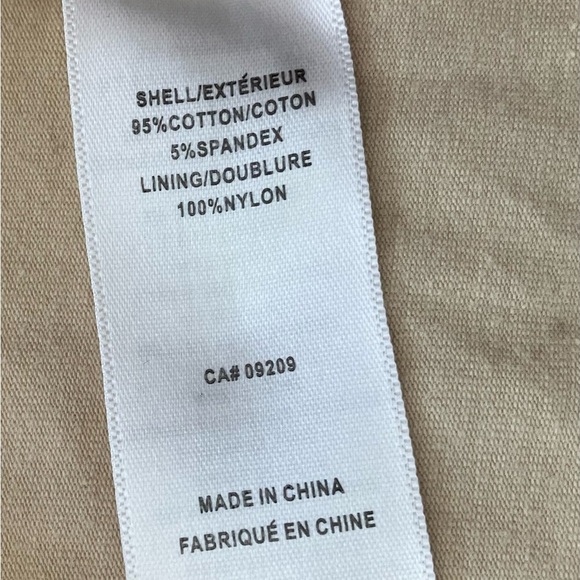 SHELL/EXTÉRIEUR
95%COTTON/COTON
5%SPANDEX
LINING/DOUBLURE
100%NYLON
CA# 09209
MADE IN CHINA
FABRIQUÉ EN CHINE